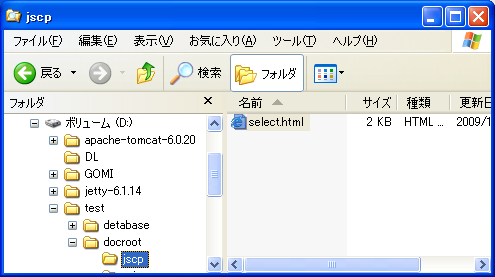 jscp
ファイル(F) 編集(E) 表示(V) お気に入り(A) ツール(T) ヘルプ(H)
戻る 検索 フォルダ
フォルダ
名前 サイズ 種類 更新日
ボリューム (D:)
select.html 2 KB HTML ... 2009/1
apache-tomcat-6.0.20
DL
GOMI
jetty-6.1.14
test
detabase
docroot
jscp